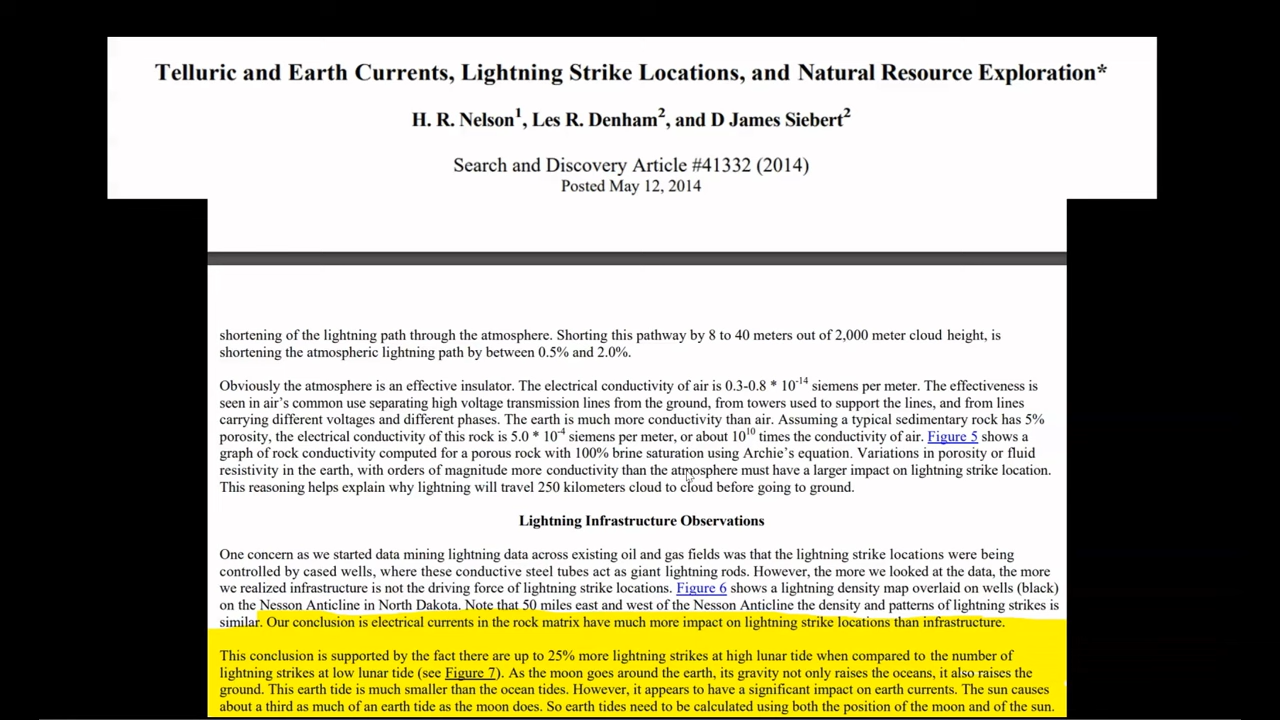 Telluric and Earth Currents, Lightning Strike Locations, and Natural Resource Exploration*
H. R. Nelson¹, Les R. Denham², and D James Siebert²
Search and Discovery Article #41332 (2014)
Posted May 12, 2014
shortening of the lightning path through the atmosphere. Shorting this pathway by 8 to 40 meters out of 2,000 meter cloud height, is
shortening the atmospheric lightning path by between 0.5% and 2.0%.
Obviously the atmosphere is an effective insulator. The electrical conductivity of air is 0.3-0.8 * 10⁻¹⁴ siemens per meter. The effectiveness is
seen in air's common use separating high voltage transmission lines from the ground, from towers used to support the lines, and from lines
carrying different voltages and different phases. The earth is much more conductivity than air. Assuming a typical sedimentary rock has 5%
porosity, the electrical conductivity of this rock is 5.0 * 10⁻⁴ siemens per meter, or about 10¹⁰ times the conductivity of air. Figure 5 shows a
graph of rock conductivity computed for a porous rock with 100% brine saturation using Archie's equation. Variations in porosity or fluid
resistivity in the earth, with orders of magnitude more conductivity than the atmosphere must have a larger impact on lightning strike location.
This reasoning helps explain why lightning will travel 250 kilometers cloud to cloud before going to ground.
Lightning Infrastructure Observations
One concern as we started data mining lightning data across existing oil and gas fields was that the lightning strike locations were being
controlled by cased wells, where these conductive steel tubes act as giant lightning rods. However, the more we looked at the data, the more
we realized infrastructure is not the driving force of lightning strike locations. Figure 6 shows a lightning density map overlaid on wells (black)
on the Nesson Anticline in North Dakota. Note that 50 miles east and west of the Nesson Anticline the density and patterns of lightning strikes is
similar. Our conclusion is electrical currents in the rock matrix have much more impact on lightning strike locations than infrastructure.
This conclusion is supported by the fact there are up to 25% more lightning strikes at high lunar tide when compared to the number of
lightning strikes at low lunar tide (see Figure 7). As the moon goes around the earth, its gravity not only raises the oceans, it also raises the
ground. This earth tide is much smaller than the ocean tides. However, it appears to have a significant impact on earth currents. The sun causes
about a third as much of an earth tide as the moon does. So earth tides need to be calculated using both the position of the moon and of the sun.